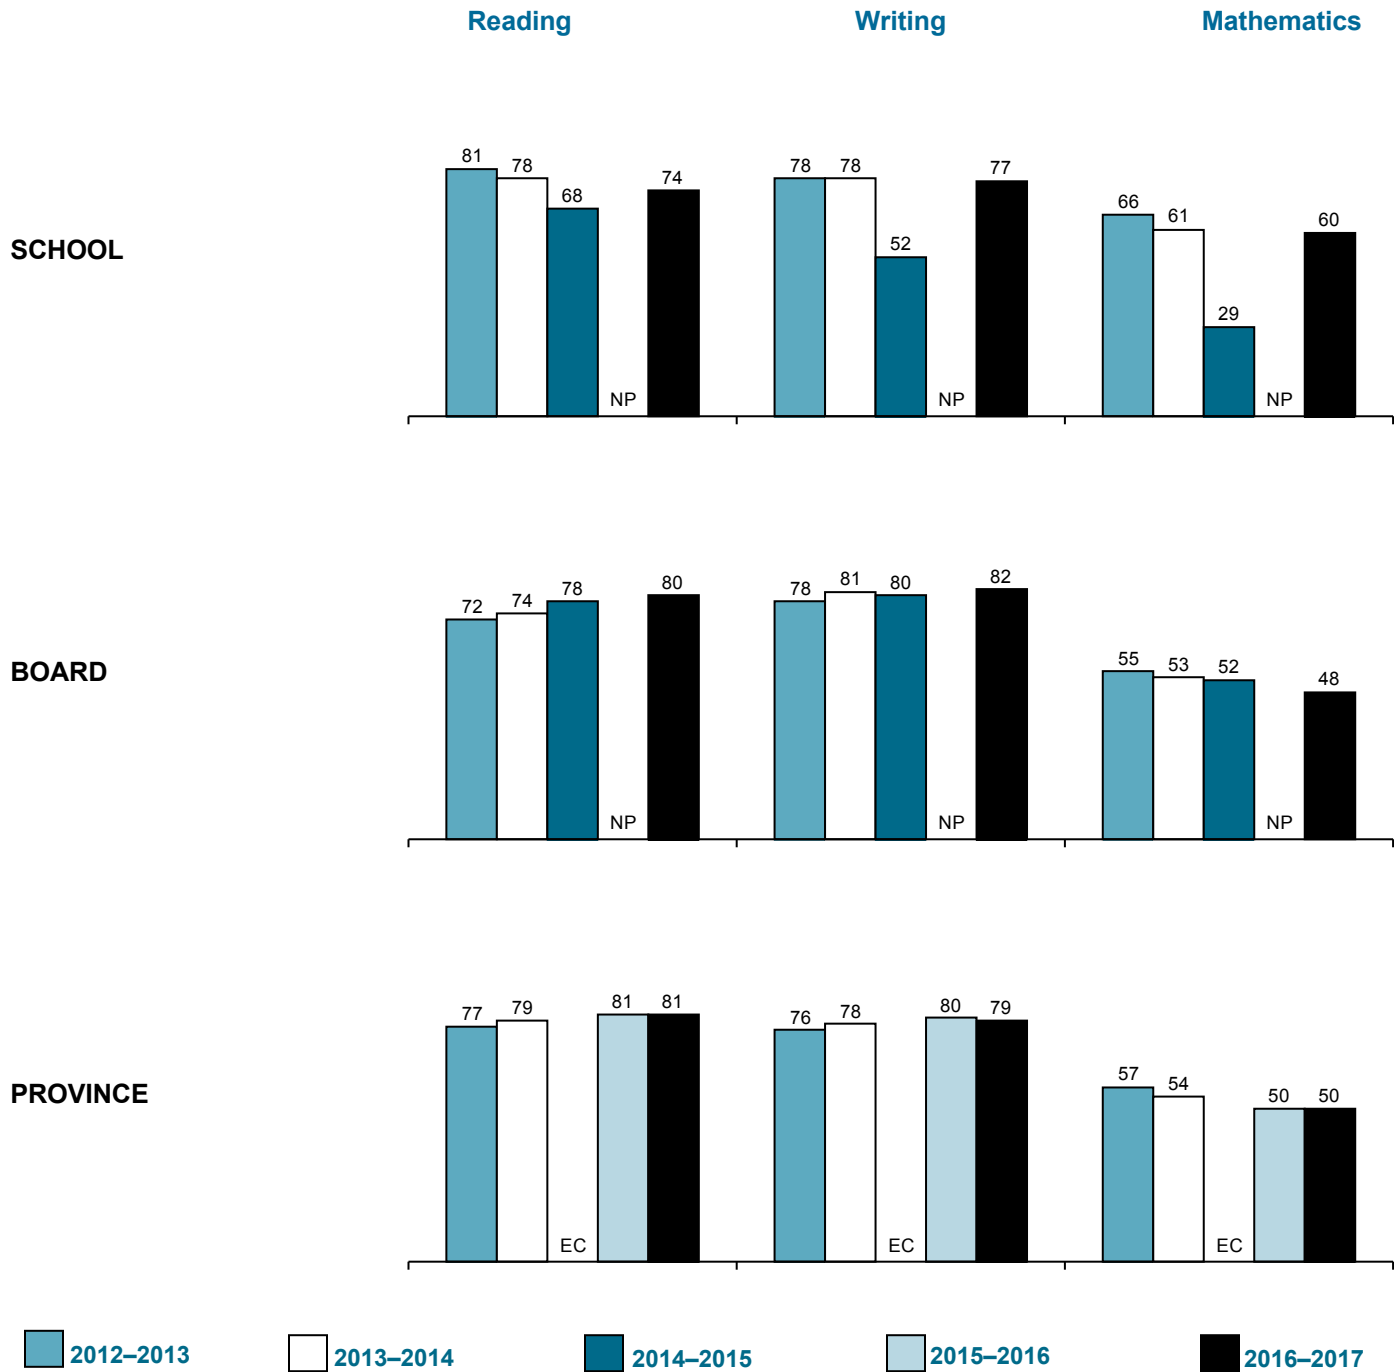 Reading Writing Mathematics
81 78 68 NP 74 78 78 52 NP 77 66 61 29 NP 60
SCHOOL
72 74 78 NP 80 78 81 80 NP 82 55 53 52 NP 48
BOARD
77 79 EC 81 81 76 78 EC 80 79 57 54 EC 50 50
PROVINCE
2012–2013 2013–2014 2014–2015 2015–2016 2016–2017